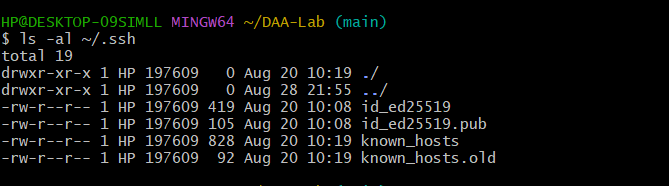 HP@DESKTOP-O9SIMLL MINGW64 ~/DAA-Lab (main)
$ ls -al ~/.ssh
total 19
drwxr-xr-x 1 HP 197609   0 Aug 20 10:19 ./
drwxr-xr-x 1 HP 197609   0 Aug 28 21:55 ../
-rw-r--r-- 1 HP 197609 419 Aug 20 10:08 id_ed25519
-rw-r--r-- 1 HP 197609 105 Aug 20 10:08 id_ed25519.pub
-rw-r--r-- 1 HP 197609 828 Aug 20 10:19 known_hosts
-rw-r--r-- 1 HP 197609  92 Aug 20 10:19 known_hosts.old